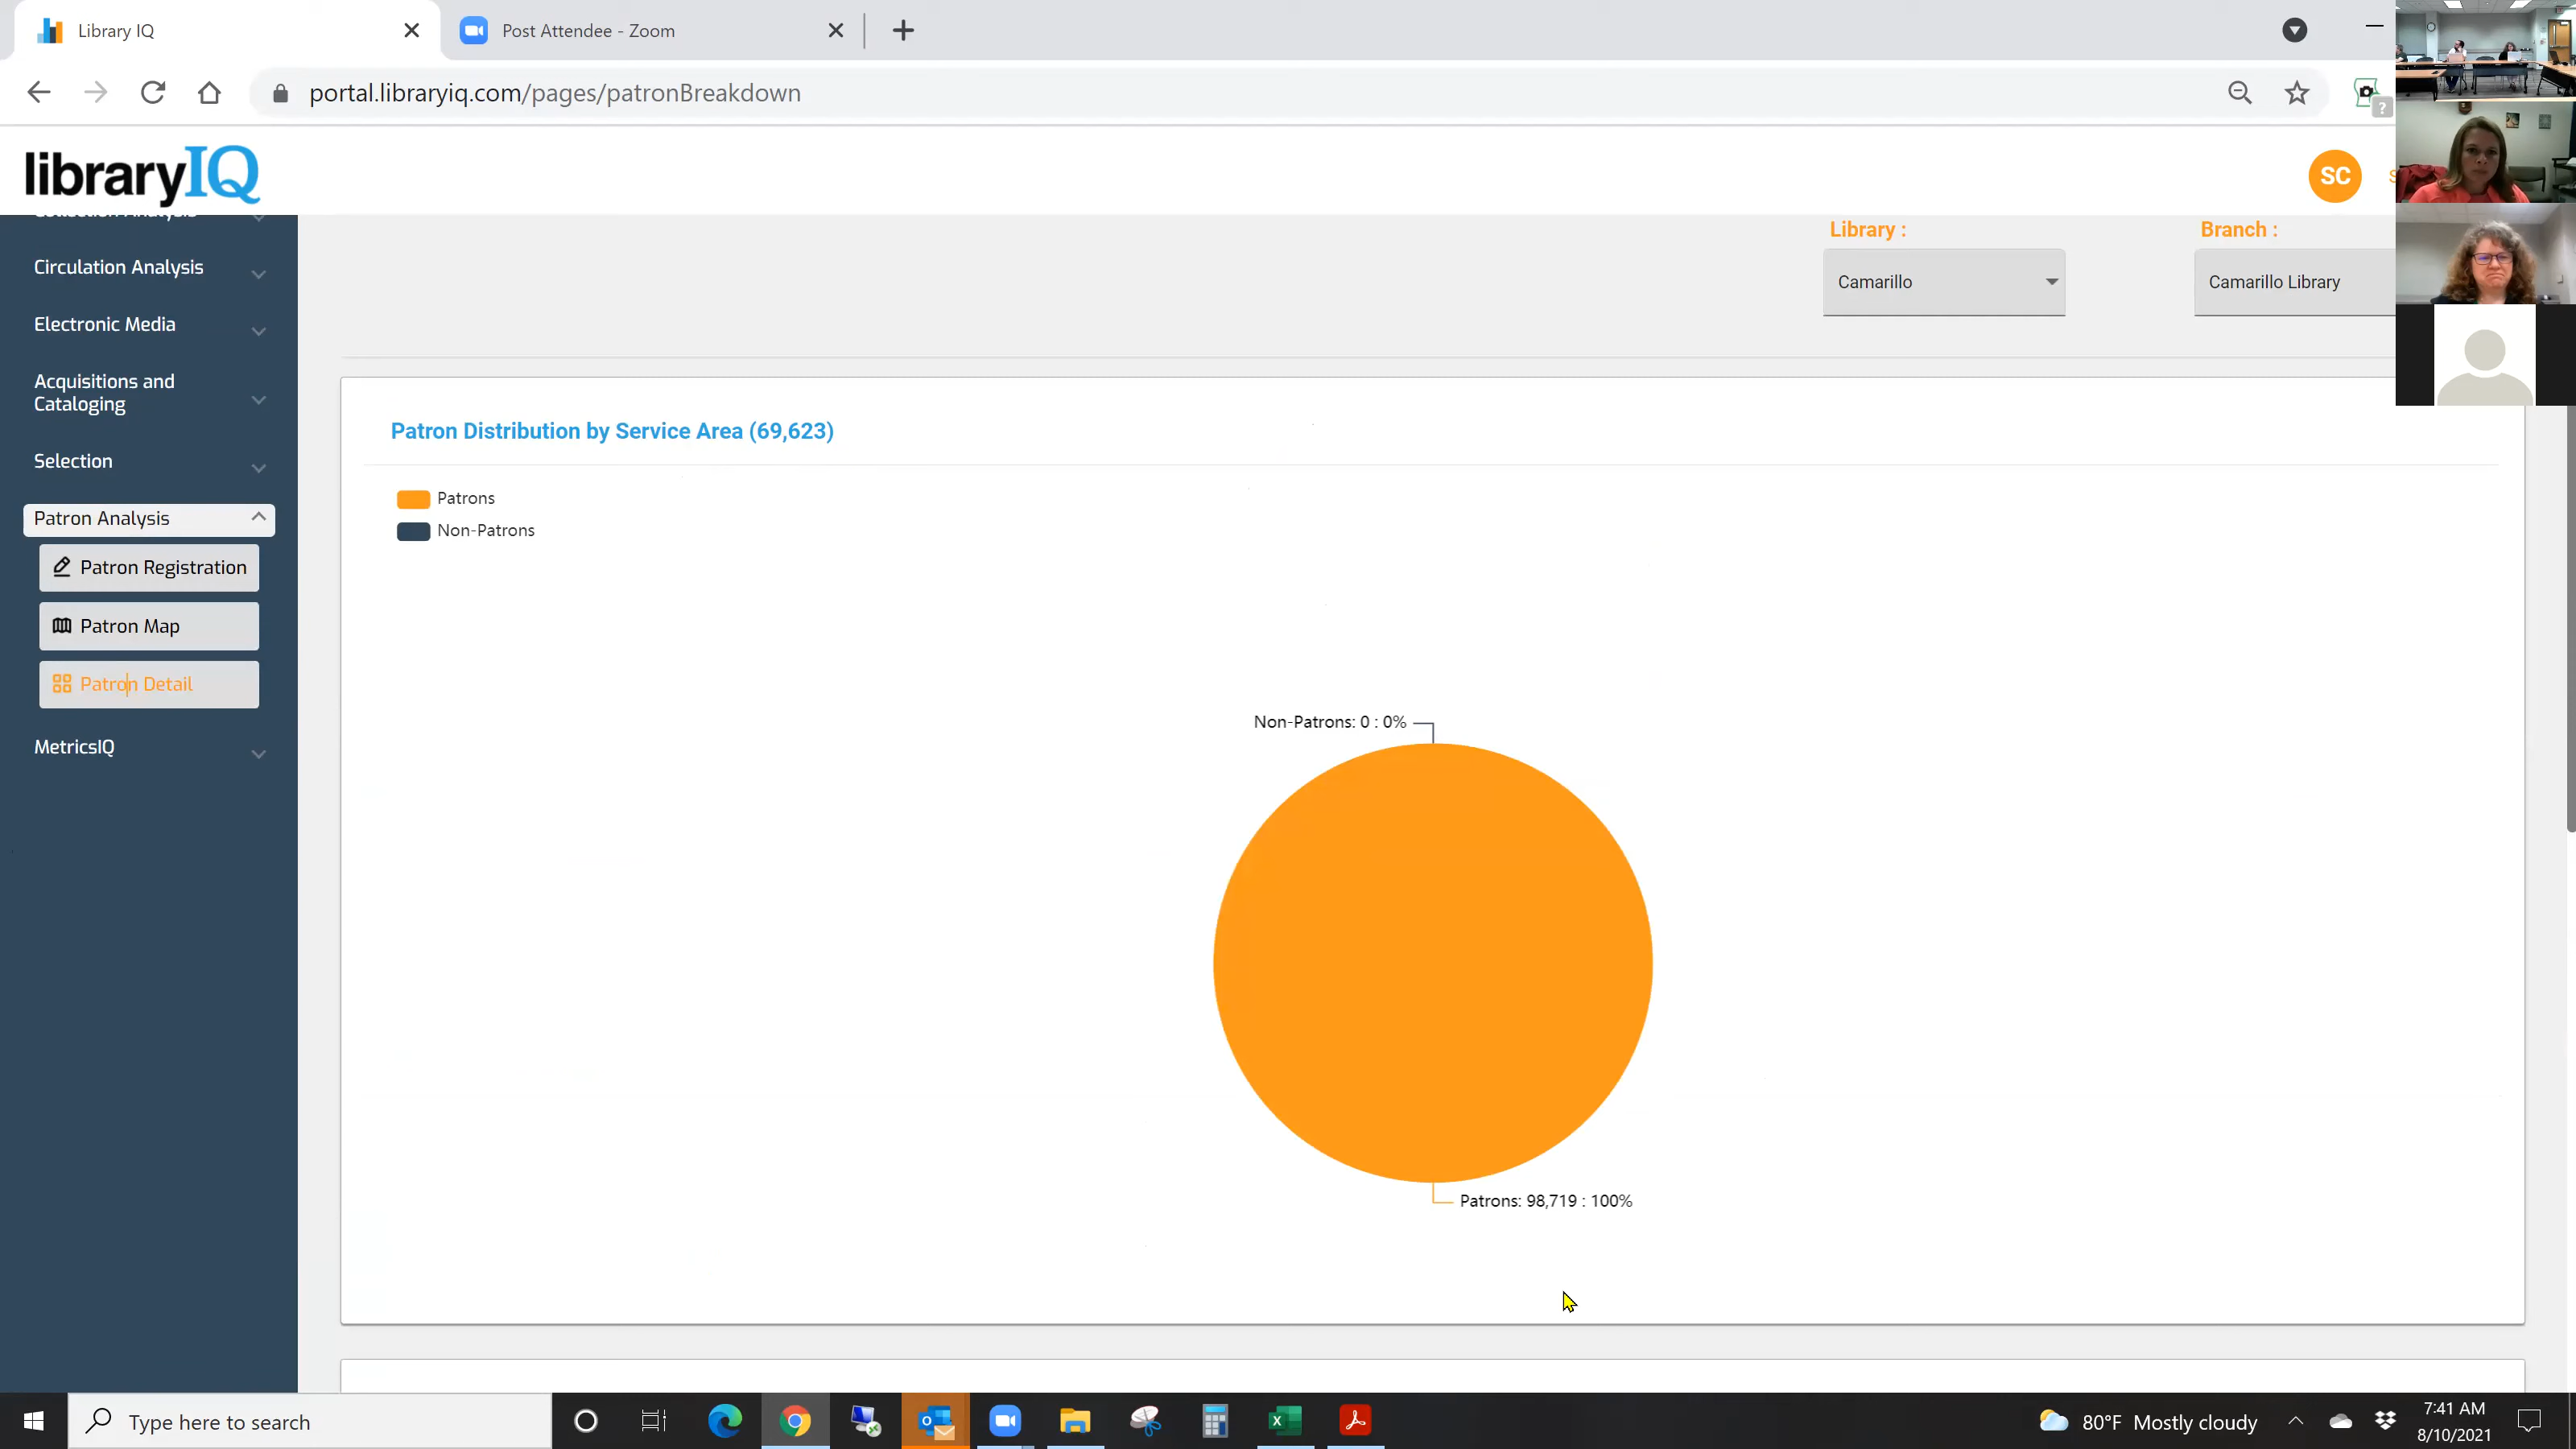 Library IQ
Post Attendee - Zoom
portal.libraryiq.com/pages/patronBreakdown
libraryIQ
SC
Library :
Branch :
Camarillo
Camarillo Library
Collection Analysis
Circulation Analysis
Electronic Media
Acquisitions and
Cataloging
Selection
Patron Analysis
Patron Registration
Patron Map
Patron Detail
MetricsIQ
Patron Distribution by Service Area (69,623)
Patrons
Non-Patrons
Non-Patrons: 0 : 0%
Patrons: 98,719 : 100%
Type here to search
80°F Mostly cloudy
7:41 AM
8/10/2021